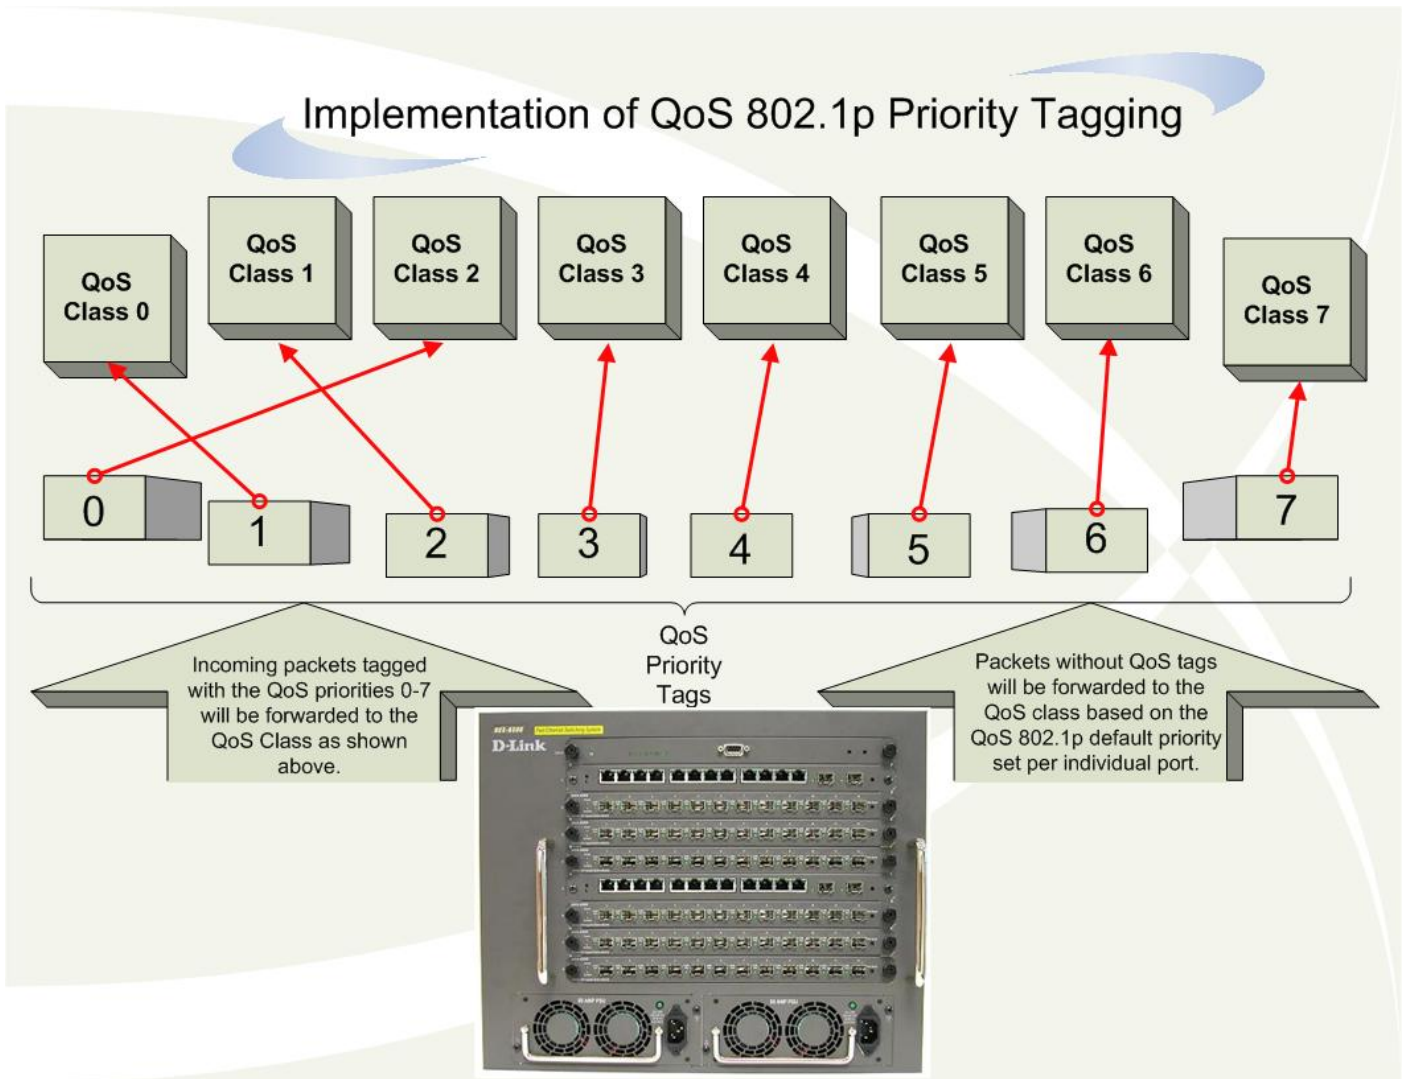 Implementation of QoS 802.1p Priority Tagging
QoS
Class 0
QoS
Class 1
QoS
Class 2
QoS
Class 3
QoS
Class 4
QoS
Class 5
QoS
Class 6
QoS
Class 7
0
1
2
3
4
5
6
7
QoS
Priority
Tags
Incoming packets tagged
with the QoS priorities 0-7
will be forwarded to the
QoS Class as shown
above.
Packets without QoS tags
will be forwarded to the
QoS class based on the
QoS 802.1p default priority
set per individual port.
D-Link